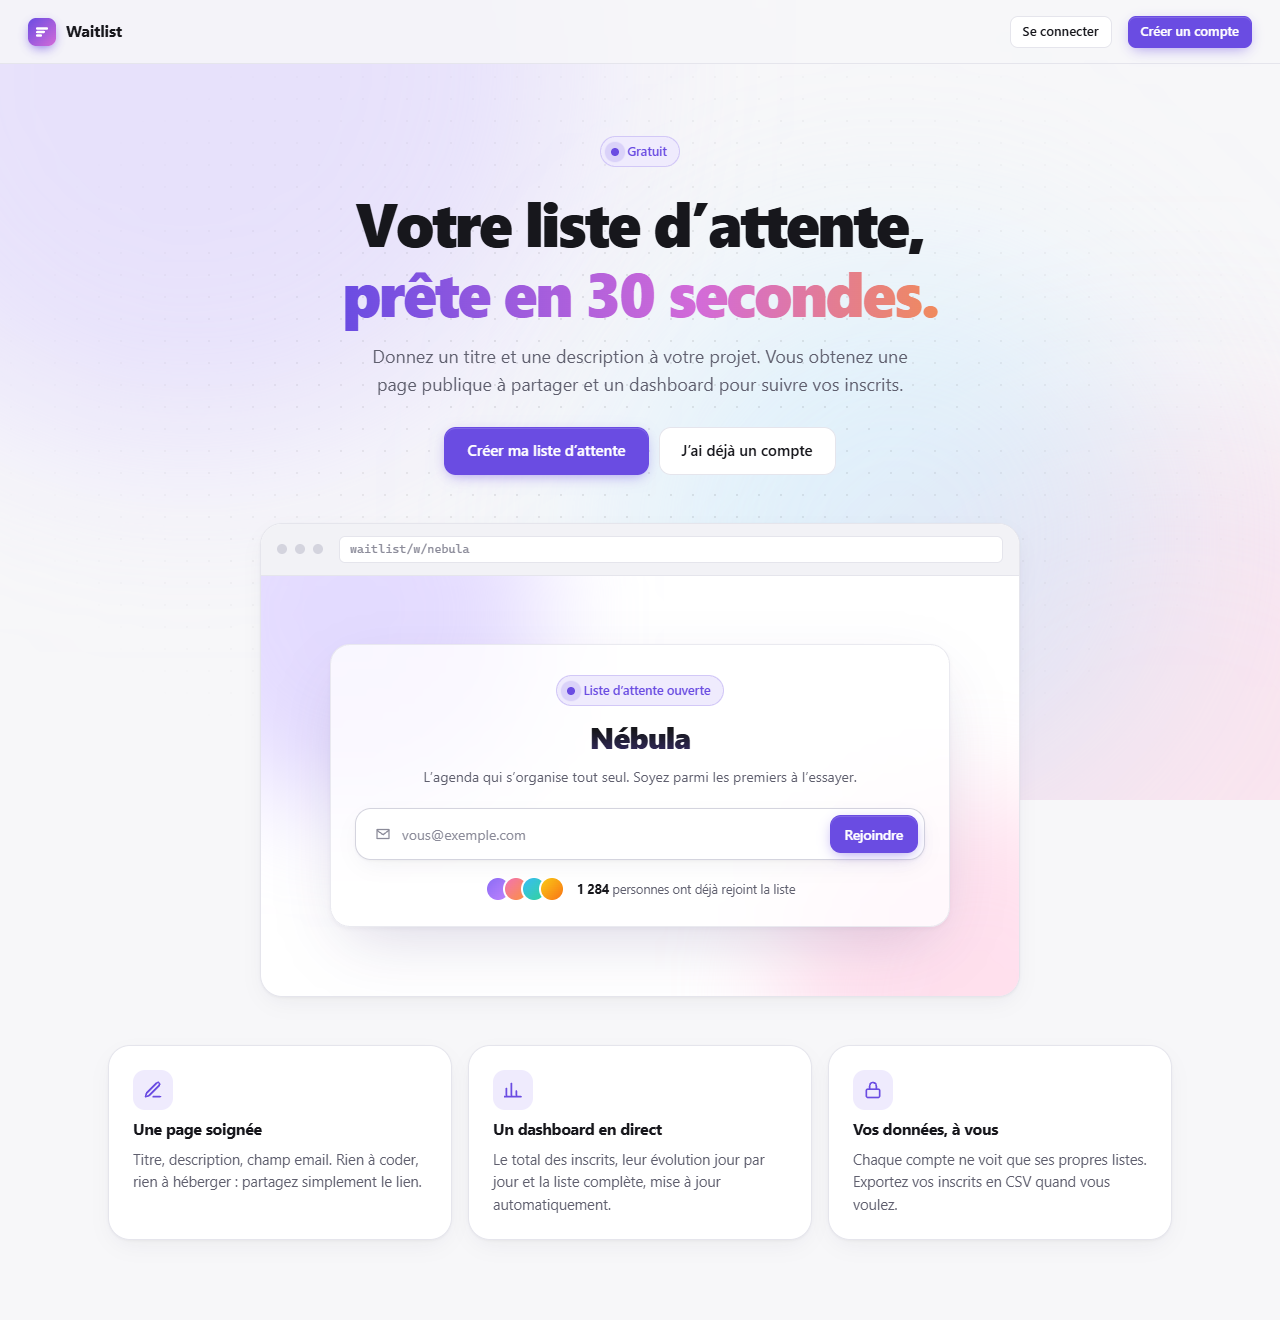 Waitlist
Se connecter
Créer un compte
Gratuit
Votre liste d’attente,
prête en 30 secondes.
Donnez un titre et une description à votre projet. Vous obtenez une
page publique à partager et un dashboard pour suivre vos inscrits.
Créer ma liste d’attente
J’ai déjà un compte
waitlist/w/nebula
Liste d’attente ouverte
Nébula
L’agenda qui s’organise tout seul. Soyez parmi les premiers à l’essayer.
vous@exemple.com
Rejoindre
1 284 personnes ont déjà rejoint la liste
Une page soignée
Titre, description, champ email. Rien à coder,
rien à héberger : partagez simplement le lien.
Un dashboard en direct
Le total des inscrits, leur évolution jour par
jour et la liste complète, mise à jour
automatiquement.
Vos données, à vous
Chaque compte ne voit que ses propres listes.
Exportez vos inscrits en CSV quand vous
voulez.